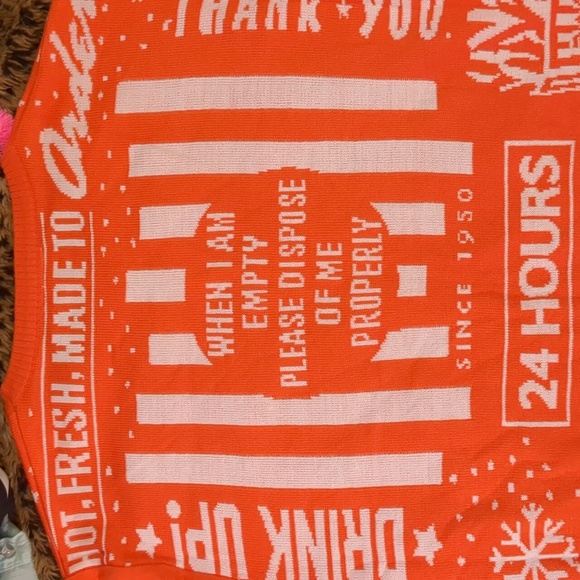 HOT, FRESH, MADE TO Order
THANK ★ YOU
WHEN I AM
EMPTY
PLEASE DISPOSE
OF ME
PROPERLY
SINCE 1950
24 HOURS
DRINK UP!